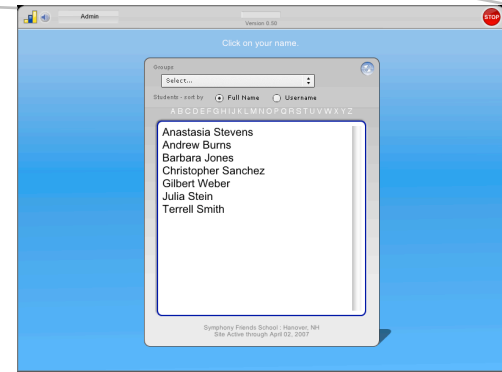 Admin
Version 0.50
STOP
Click on your name.
Groups
Select...
Students - sort by Full Name Username
ABCDEFGHIJKLMNOPQRSTUVWXYZ
Anastasia Stevens
Andrew Burns
Barbara Jones
Christopher Sanchez
Gilbert Weber
Julia Stein
Terrell Smith
Symphony Friends School : Hanover, NH
Site Active through April 02, 2007